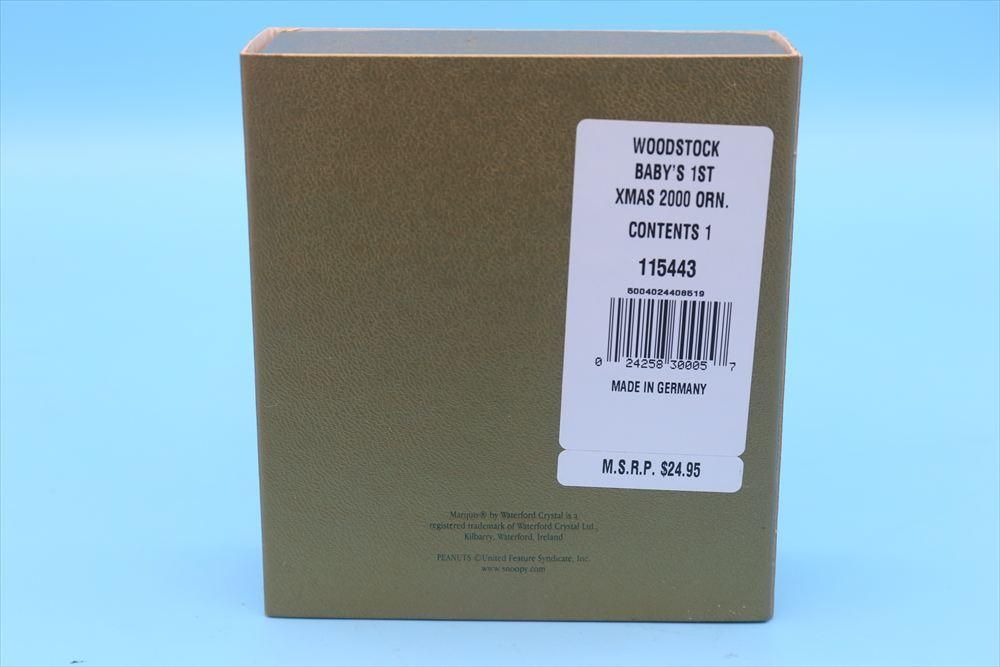 WOODSTOCK
BABY'S 1ST
XMAS 2000 ORN.
CONTENTS 1
115443
5004024408519
0 24258 30005 7
MADE IN GERMANY
M.S.R.P. $24.95
Marquis® by Waterford Crystal is a
registered trademark of Waterford Crystal Ltd.,
Kilbarry, Waterford, Ireland
PEANUTS ©United Feature Syndicate, Inc.
www.snoopy.com